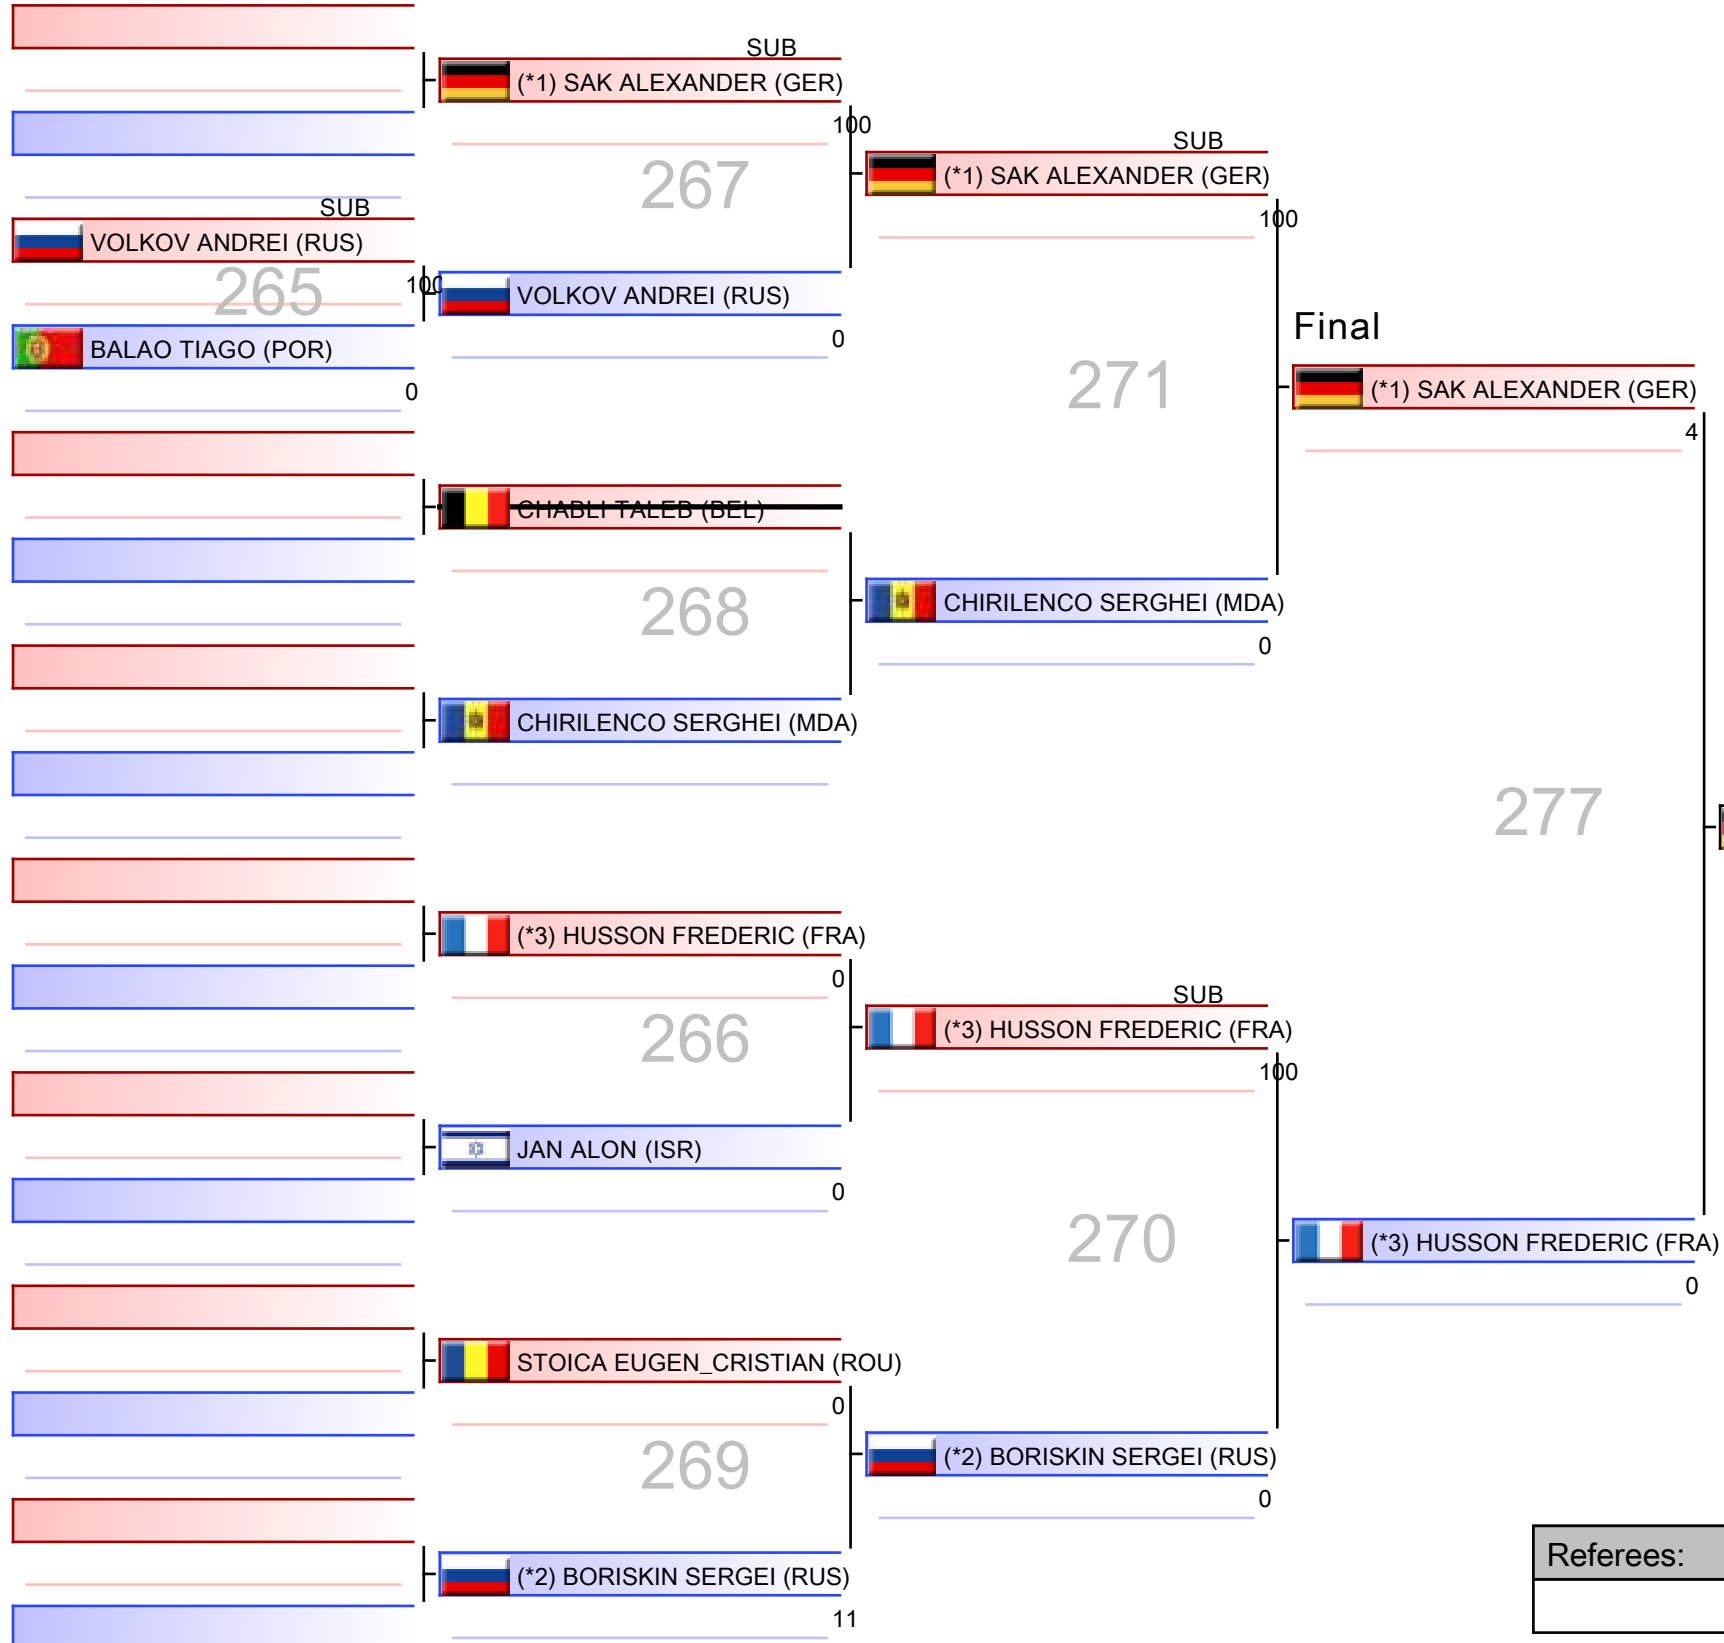 SUB
(*1) SAK ALEXANDER (GER)
100
267
SUB
(*1) SAK ALEXANDER (GER)
100
SUB
VOLKOV ANDREI (RUS)
265
100
VOLKOV ANDREI (RUS)
0
BALAO TIAGO (POR)
0
271
Final
(*1) SAK ALEXANDER (GER)
4
CHABLI TALEB (BEL)
268
CHIRILENCO SERGHEI (MDA)
0
CHIRILENCO SERGHEI (MDA)
277
(*3) HUSSON FREDERIC (FRA)
0
266
SUB
(*3) HUSSON FREDERIC (FRA)
100
JAN ALON (ISR)
0
270
(*3) HUSSON FREDERIC (FRA)
0
STOICA EUGEN_CRISTIAN (ROU)
0
269
(*2) BORISKIN SERGEI (RUS)
0
(*2) BORISKIN SERGEI (RUS)
11
Referees: